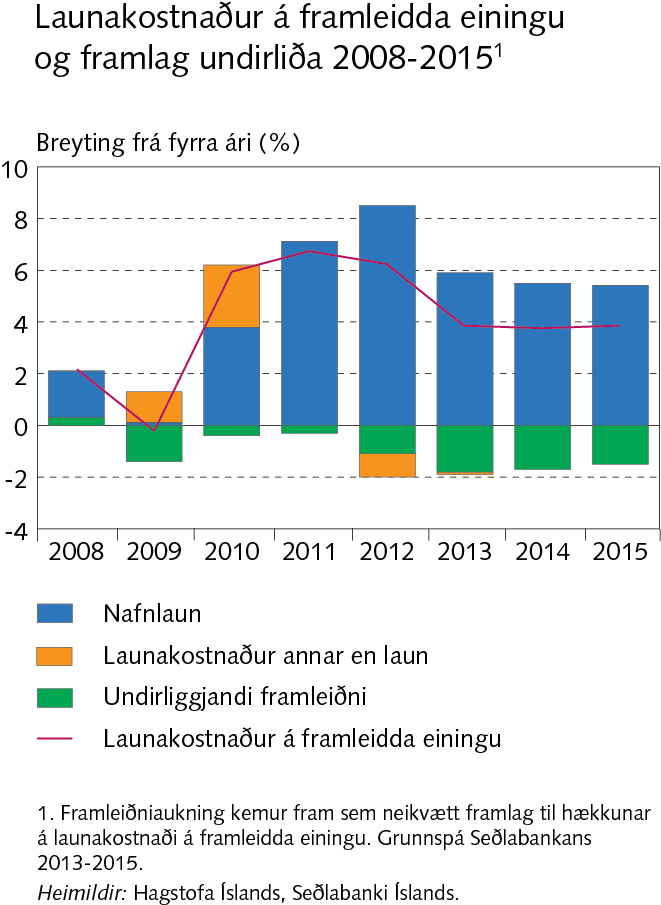 Launakostnaður á framleidda einingu
og framlag undirliða 2008-2015¹
Breyting frá fyrra ári (%)
10
8
6
4
2
0
-2
-4
2008 2009 2010 2011 2012 2013 2014 2015
Nafnlaun
Launakostnaður annar en laun
Undirliggjandi framleiðni
Launakostnaður á framleidda einingu
1. Framleiðniaukning kemur fram sem neikvætt framlag til hækkunar
á launakostnaði á framleidda einingu. Grunnspá Seðlabankans
2013-2015.
Heimildir: Hagstofa Íslands, Seðlabanki Íslands.